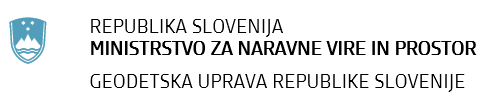 REPUBLIKA SLOVENIJA
MINISTRSTVO ZA NARAVNE VIRE IN PROSTOR
GEODETSKA UPRAVA REPUBLIKE SLOVENIJE